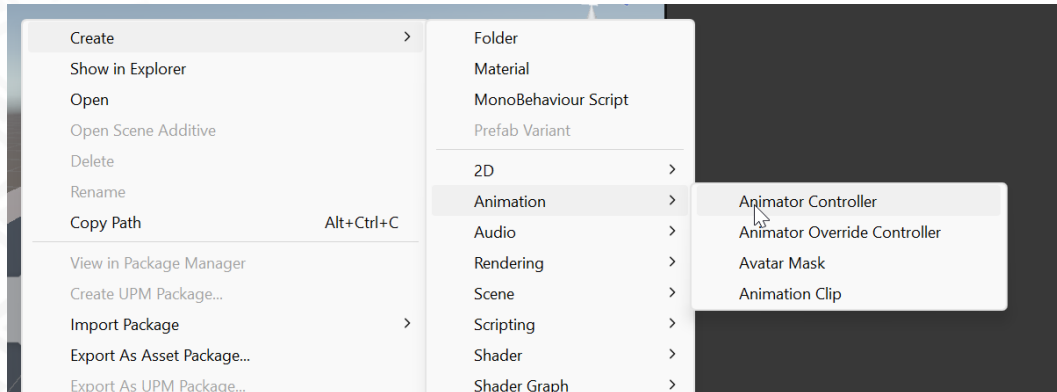 Create
Show in Explorer
Open
Open Scene Additive
Delete
Rename
Copy Path Alt+Ctrl+C
View in Package Manager
Create UPM Package...
Import Package
Export As Asset Package...
Export As UPM Package...
Folder
Material
MonoBehaviour Script
Prefab Variant
2D
Animation
Audio
Rendering
Scene
Scripting
Shader
Shader Graph
Animator Controller
Animator Override Controller
Avatar Mask
Animation Clip